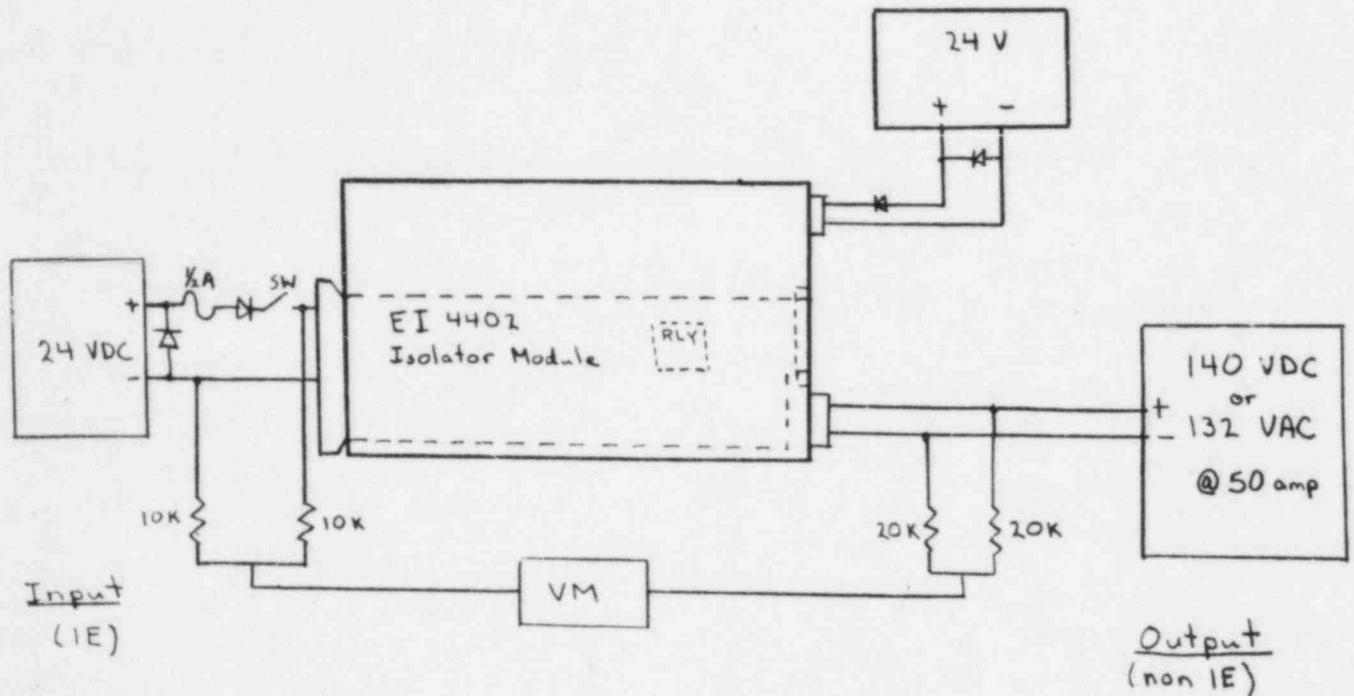 24 V
+ -
½A
SW
+
24 VDC
-
EI 4402
Isolator Module
RLY
140 VDC
or
+
132 VAC
-
@ 50 amp
10K
10K
20K
20K
VM
Input
(1E)
Output
(non 1E)